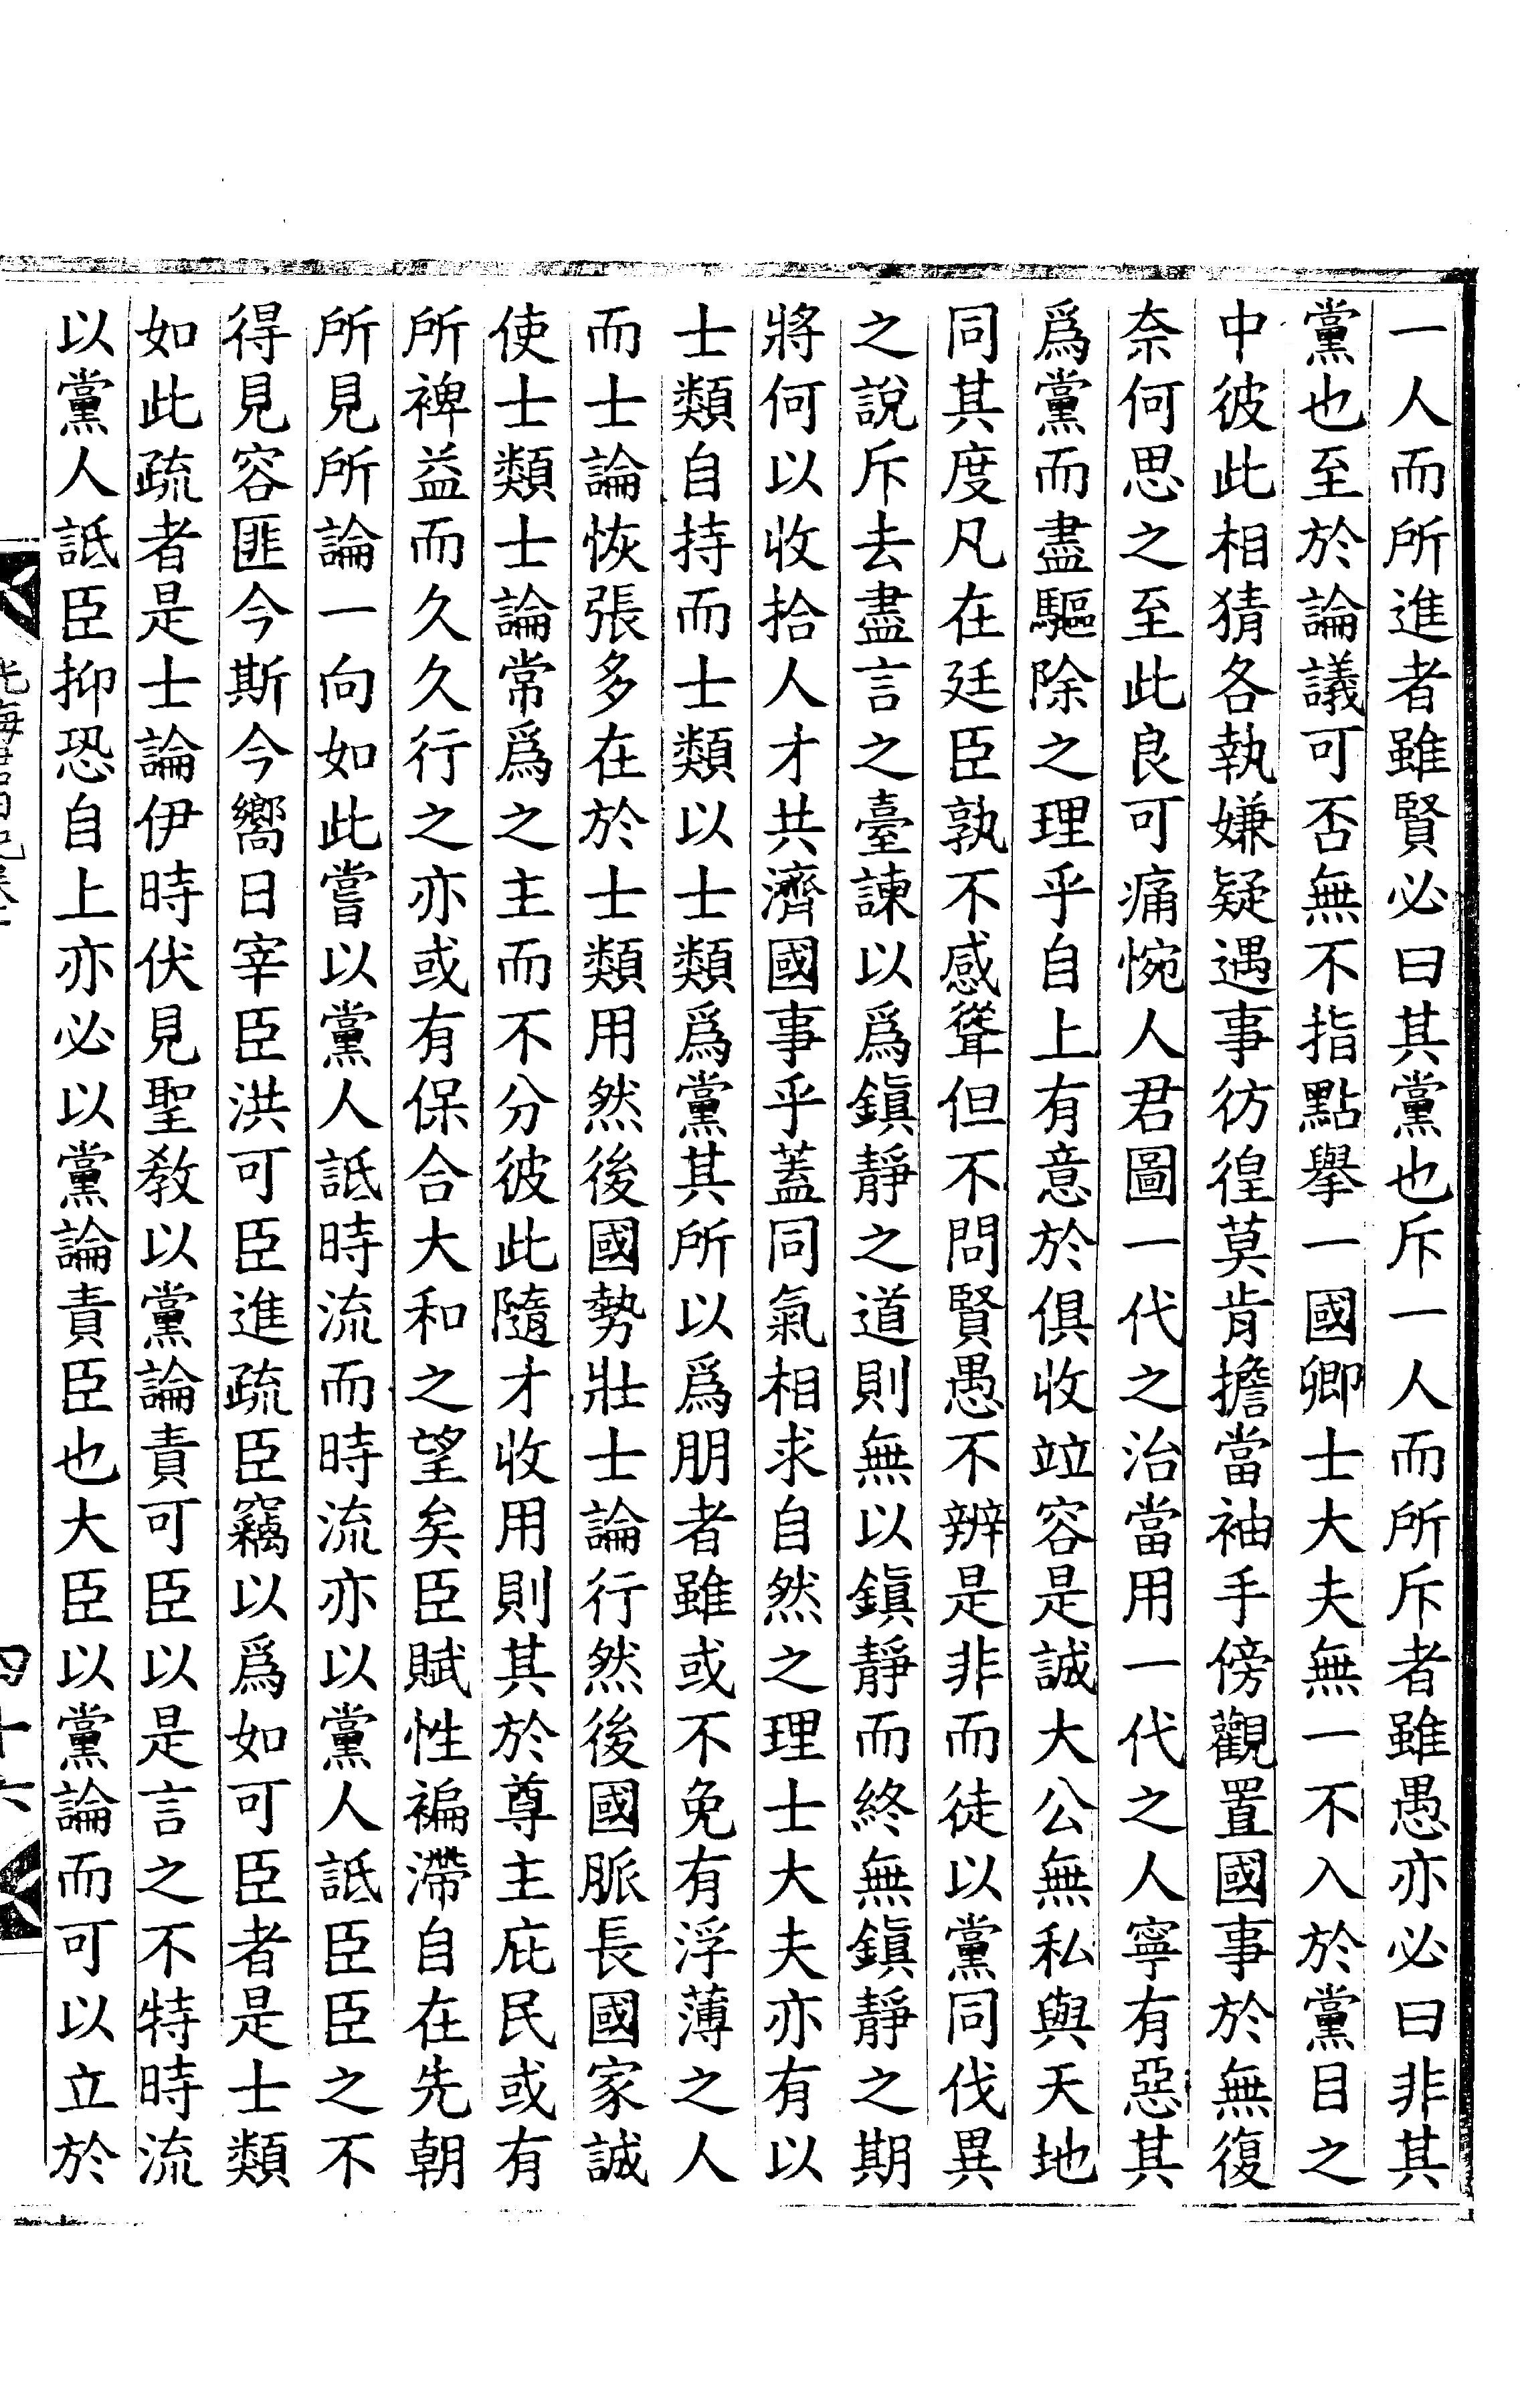 一人而所進者雖賢必曰其黨也斥一人而所斥者雖愚亦必曰非其
黨也至於論議可否無不指點擧一國卿士大夫無一不入於黨目之
中彼此相猜各執嫌疑遇事彷徨莫肯擔當袖手傍觀置國事於無復
奈何思之至此良可痛惋人君圖一代之治當用一代之人寧有惡其
爲黨而盡驅除之理乎自上有意於俱收竝容是誠大公無私與天地
同其度凡在廷臣孰不感聳但不問賢愚不辨是非而徒以黨同伐異
之說斥去盡言之臺諫以爲鎭靜之道則無以鎭靜而終無鎭靜之期
將何以收拾人才共濟國事乎蓋同氣相求自然之理士大夫亦有以
士類自持而士類以士類爲黨其所以爲朋者雖或不免有浮薄之人
而士論恢張多在於士類用然後國勢壯士論行然後國脈長國家誠
使士類士論常爲之主而不分彼此隨才收用則其於尊主庇民或有
所裨益而久久行之亦或有保合大和之望矣臣賦性褊滯自在先朝
所見所論一向如此嘗以黨人詆時流而時流亦以黨人詆臣臣之不
得見容匪今斯今嚮日宰臣洪可臣進疏臣竊以爲如可臣者是士類
如此疏者是士論伊時伏見聖敎以黨論責可臣以是言之不特時流
以黨人詆臣抑恐自上亦必以黨論責臣也大臣以黨論而可以立於
四十六